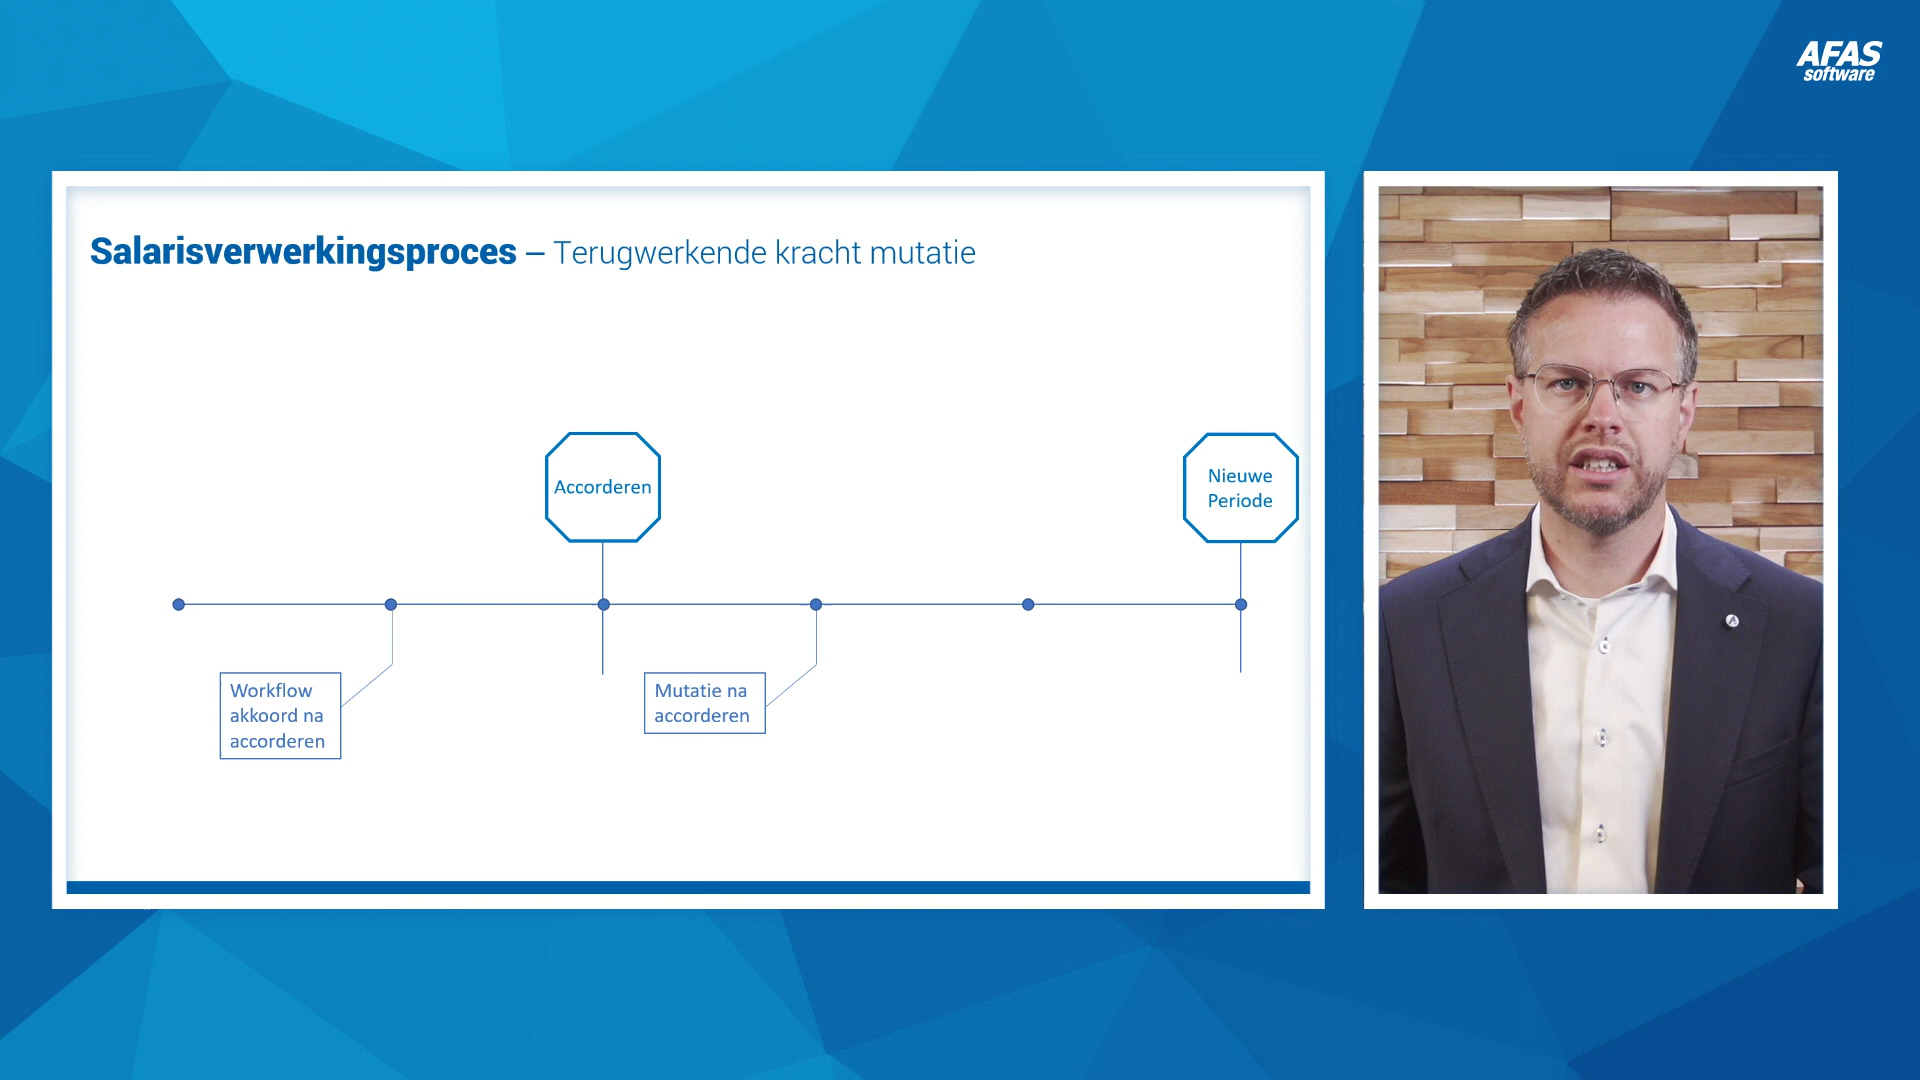 AFAS
software
Salarisverwerkingsproces – Terugwerkende kracht mutatie
Accorderen
Nieuwe
Periode
Workflow
akkoord na
accorderen
Mutatie na
accorderen